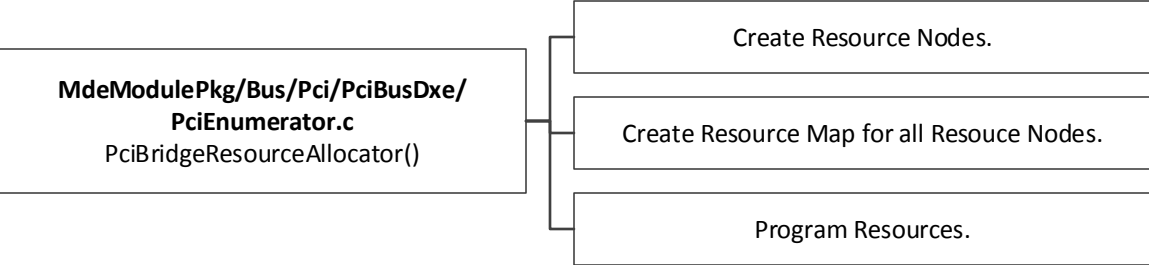 MdeModulePkg/Bus/Pci/PciBusDxe/
PciEnumerator.c
PciBridgeResourceAllocator()
Create Resource Nodes.
Create Resource Map for all Resouce Nodes.
Program Resources.